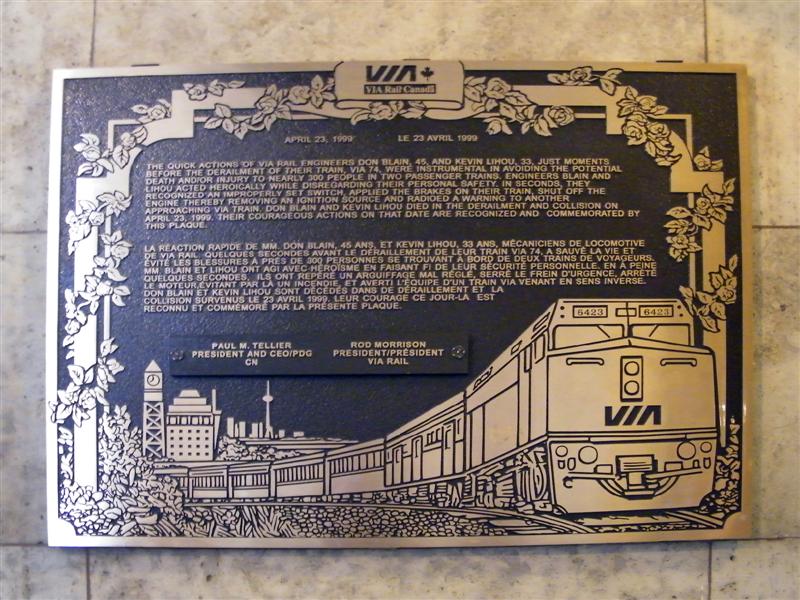 VIA
VIA Rail Canada
APRIL 23, 1999 LE 23 AVRIL 1999
THE QUICK ACTIONS OF VIA RAIL ENGINEERS DON BLAIN, 45, AND KEVIN LIHOU, 33, JUST MOMENTS
BEFORE THE DERAILMENT OF THEIR TRAIN, VIA 74, WERE INSTRUMENTAL IN AVOIDING THE POTENTIAL
DEATH AND/OR INJURY TO NEARLY 300 PEOPLE IN TWO PASSENGER TRAINS. ENGINEERS BLAIN AND
LIHOU ACTED HEROICALLY WHILE DISREGARDING THEIR PERSONAL SAFETY. IN SECONDS, THEY
RECOGNIZED AN IMPROPERLY SET SWITCH, APPLIED THE BRAKES ON THEIR TRAIN, SHUT OFF THE
ENGINE THEREBY REMOVING AN IGNITION SOURCE AND RADIOED A WARNING TO ANOTHER
APPROACHING VIA TRAIN. DON BLAIN AND KEVIN LIHOU DIED IN THE DERAILMENT AND COLLISION ON
APRIL 23, 1999. THEIR COURAGEOUS ACTIONS ON THAT DATE ARE RECOGNIZED AND COMMEMORATED BY
THIS PLAQUE.
LA RÉACTION RAPIDE DE MM. DON BLAIN, 45 ANS, ET KEVIN LIHOU, 33 ANS, MÉCANICIENS DE LOCOMOTIVE
DE VIA RAIL, QUELQUES SECONDES AVANT LE DÉRAILLEMENT DE LEUR TRAIN VIA 74, A SAUVÉ LA VIE ET
ÉVITÉ LES BLESSURES À PRÈS DE 300 PERSONNES SE TROUVANT À BORD DE DEUX TRAINS DE VOYAGEURS.
MM. BLAIN ET LIHOU ONT AGI AVEC HÉROÏSME EN FAISANT FI DE LEUR SÉCURITÉ PERSONNELLE. EN À PEINE
QUELQUES SECONDES, ILS ONT REPÉRÉ UN ARGUIFFAGE MAL RÉGLÉ, SERRÉ LE FREIN D'URGENCE, ARRÊTÉ
LE MOTEUR,ÉVITANT PAR LÀ UN INCENDIE, ET AVERTI L'ÉQUIPE D'UN TRAIN VIA VENANT EN SENS INVERSE.
DON BLAIN ET KEVIN LIHOU SONT DÉCÉDÉS DANS DE DÉRAILLEMENT ET LA
COLLISION SURVENUS LE 23 AVRIL 1999. LEUR COURAGE CE JOUR-LÀ EST
RECONNU ET COMMÉMORÉ PAR LA PRÉSENTE PLAQUE.
PAUL M. TELLIER ROD MORRISON
PRESIDENT AND CEO/PDG PRESIDENT/PRÉSIDENT
CN VIA RAIL
6423 6423
VIA